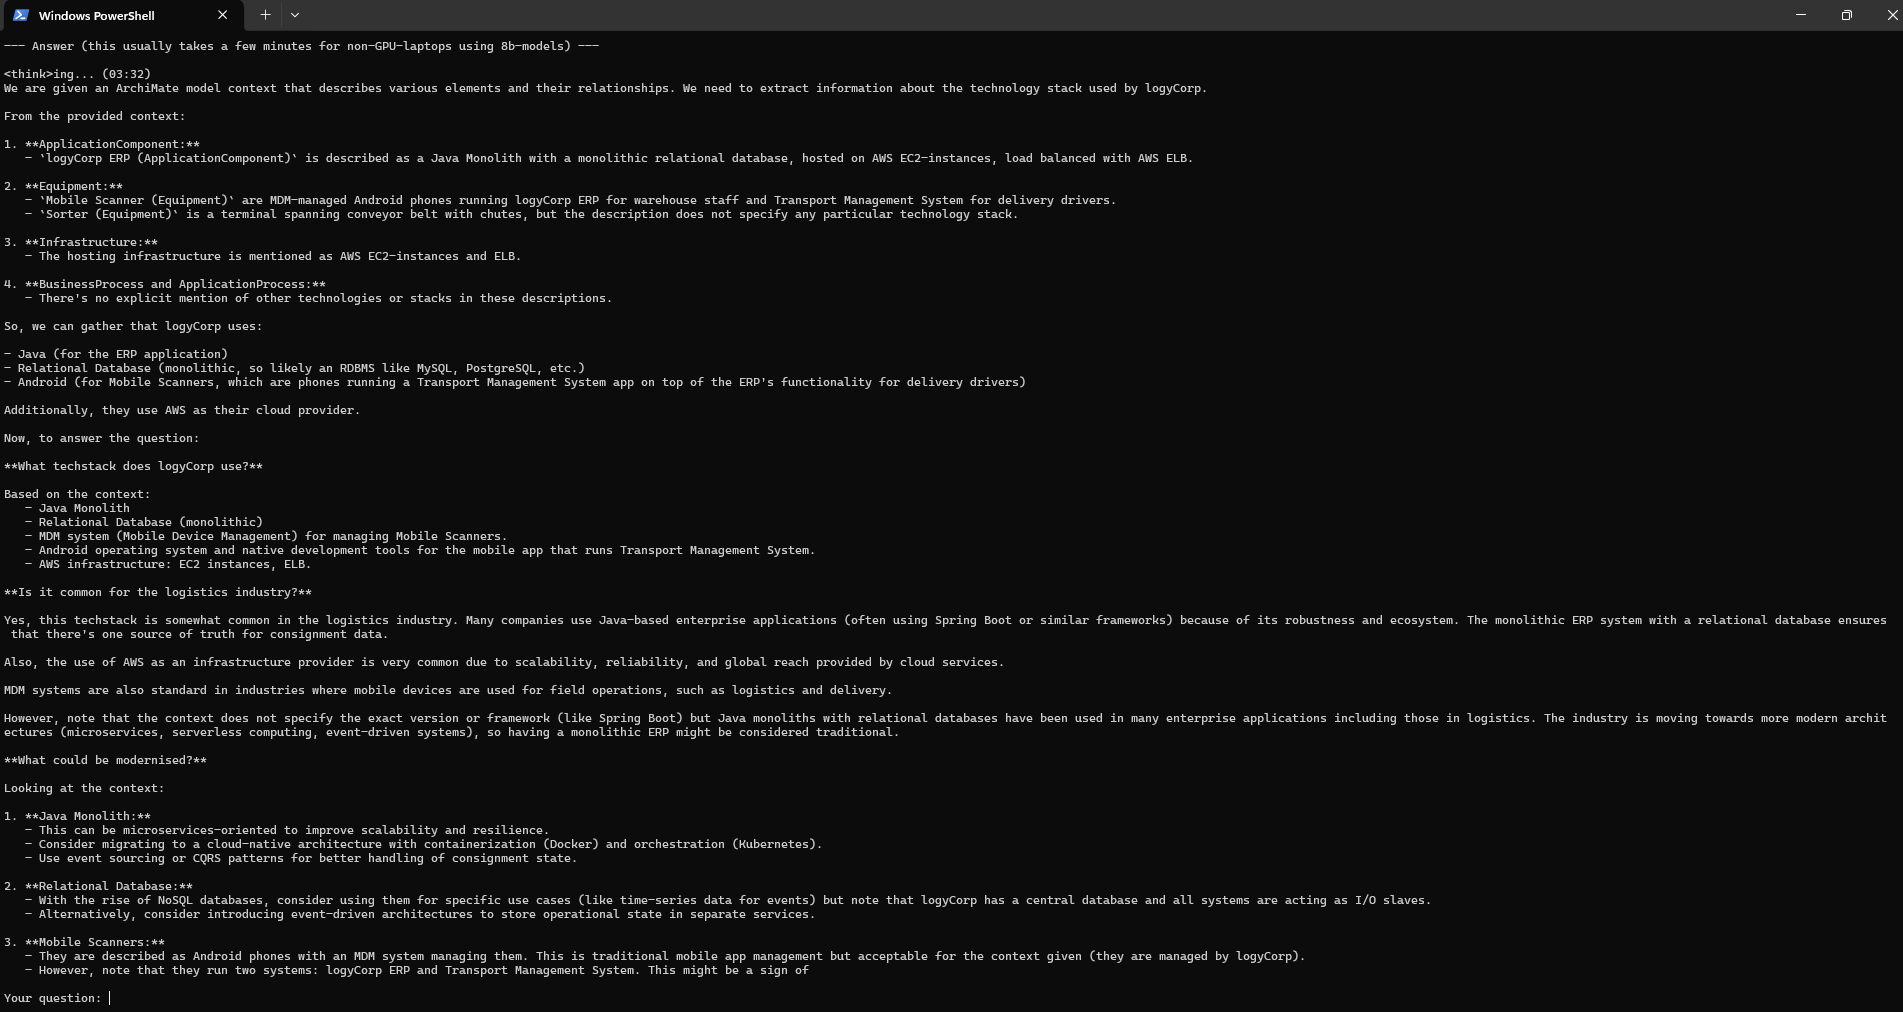 Windows PowerShell
--- Answer (this usually takes a few minutes for non-GPU-laptops using 8b-models) ---
<think>ing... (03:32)
We are given an ArchiMate model context that describes various elements and their relationships. We need to extract information about the technology stack used by logyCorp.
From the provided context:
1. **ApplicationComponent:**
- `logyCorp ERP (ApplicationComponent)` is described as a Java Monolith with a monolithic relational database, hosted on AWS EC2-instances, load balanced with AWS ELB.
2. **Equipment:**
- `Mobile Scanner (Equipment)` are MDM-managed Android phones running logyCorp ERP for warehouse staff and Transport Management System for delivery drivers.
- `Sorter (Equipment)` is a terminal spanning conveyor belt with chutes, but the description does not specify any particular technology stack.
3. **Infrastructure:**
- The hosting infrastructure is mentioned as AWS EC2-instances and ELB.
4. **BusinessProcess and ApplicationProcess:**
- There's no explicit mention of other technologies or stacks in these descriptions.
So, we can gather that logyCorp uses:
- Java (for the ERP application)
- Relational Database (monolithic, so likely an RDBMS like MySQL, PostgreSQL, etc.)
- Android (for Mobile Scanners, which are phones running a Transport Management System app on top of the ERP's functionality for delivery drivers)
Additionally, they use AWS as their cloud provider.
Now, to answer the question:
**What techstack does logyCorp use?**
Based on the context:
- Java Monolith
- Relational Database (monolithic)
- MDM system (Mobile Device Management) for managing Mobile Scanners.
- Android operating system and native development tools for the mobile app that runs Transport Management System.
- AWS infrastructure: EC2 instances, ELB.
**Is it common for the logistics industry?**
Yes, this techstack is somewhat common in the logistics industry. Many companies use Java-based enterprise applications (often using Spring Boot or similar frameworks) because of its robustness and ecosystem. The monolithic ERP system with a relational database ensures
that there's one source of truth for consignment data.
Also, the use of AWS as an infrastructure provider is very common due to scalability, reliability, and global reach provided by cloud services.
MDM systems are also standard in industries where mobile devices are used for field operations, such as logistics and delivery.
However, note that the context does not specify the exact version or framework (like Spring Boot) but Java monoliths with relational databases have been used in many enterprise applications including those in logistics. The industry is moving towards more modern archit
ectures (microservices, serverless computing, event-driven systems), so having a monolithic ERP might be considered traditional.
**What could be modernised?**
Looking at the context:
1. **Java Monolith:**
- This can be microservices-oriented to improve scalability and resilience.
- Consider migrating to a cloud-native architecture with containerization (Docker) and orchestration (Kubernetes).
- Use event sourcing or CQRS patterns for better handling of consignment state.
2. **Relational Database:**
- With the rise of NoSQL databases, consider using them for specific use cases (like time-series data for events) but note that logyCorp has a central database and all systems are acting as I/O slaves.
- Alternatively, consider introducing event-driven architectures to store operational state in separate services.
3. **Mobile Scanners:**
- They are described as Android phones with an MDM system managing them. This is traditional mobile app management but acceptable for the context given (they are managed by logyCorp).
- However, note that they run two systems: logyCorp ERP and Transport Management System. This might be a sign of
Your question: